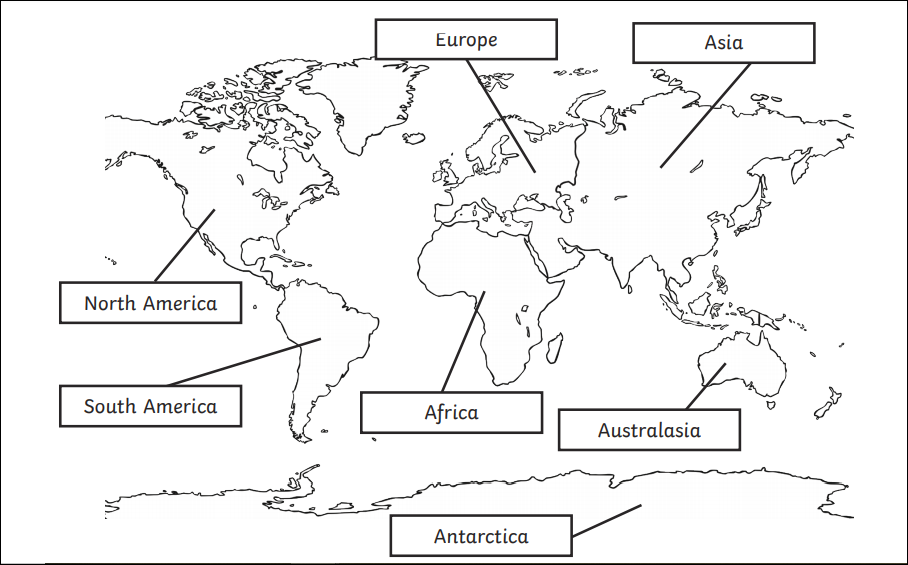 Europe
Asia
North America
South America
Africa
Australasia
Antarctica